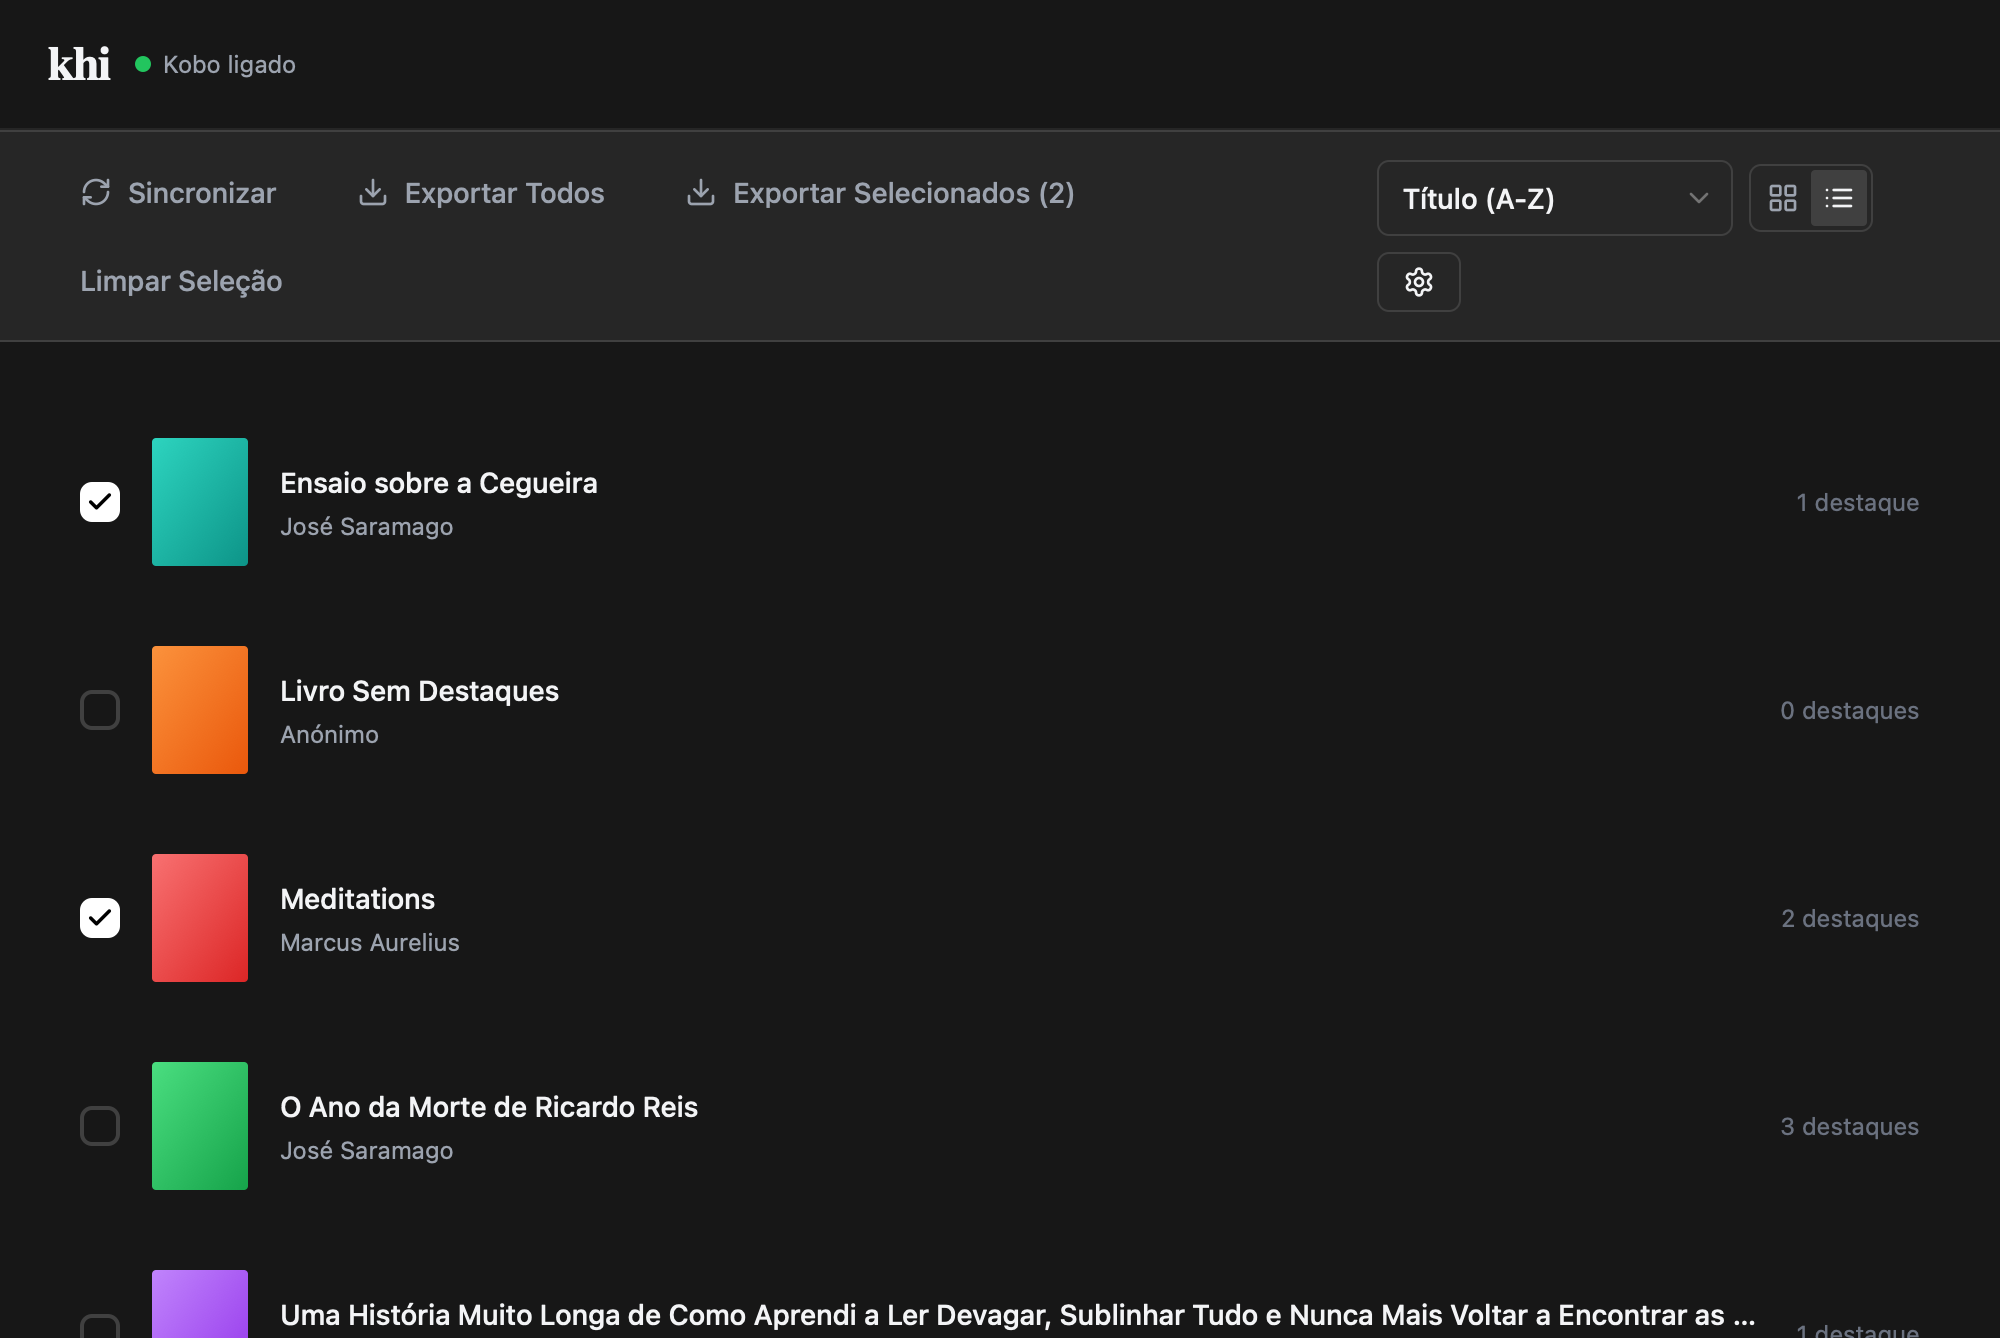 khi
Kobo ligado
Sincronizar
Exportar Todos
Exportar Selecionados (2)
Título (A-Z)
Limpar Seleção
Ensaio sobre a Cegueira
José Saramago
1 destaque
Livro Sem Destaques
Anónimo
0 destaques
Meditations
Marcus Aurelius
2 destaques
O Ano da Morte de Ricardo Reis
José Saramago
3 destaques
Uma História Muito Longa de Como Aprendi a Ler Devagar, Sublinhar Tudo e Nunca Mais Voltar a Encontrar as ...
1 destaque